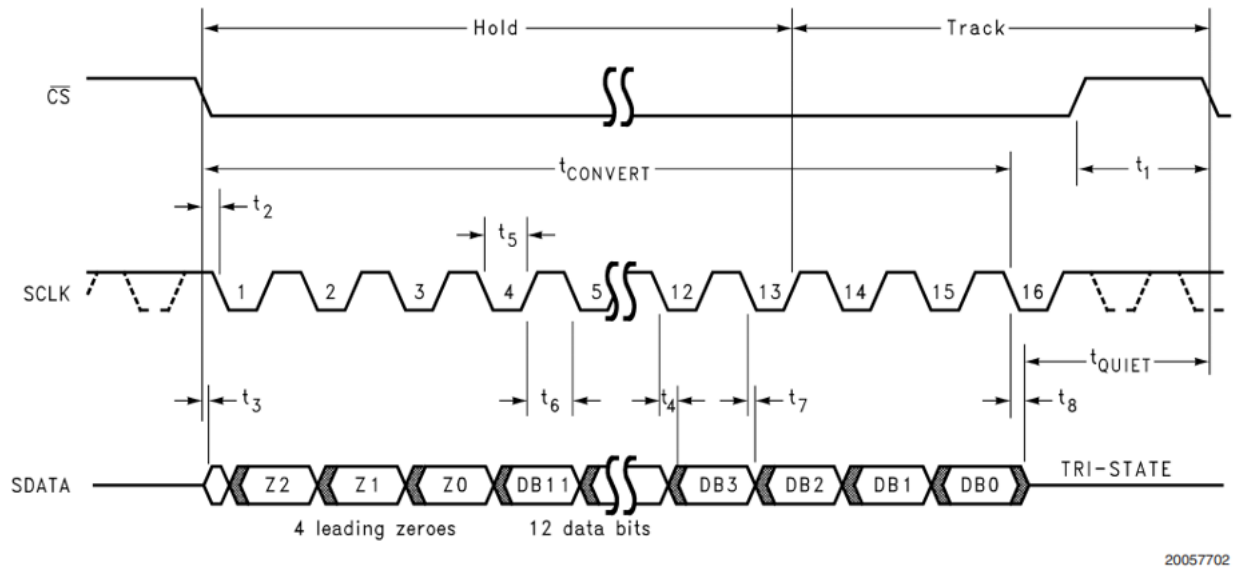 Hold Track
CS
tCONVERT t1
t2
t5
SCLK 1 2 3 4 5 12 13 14 15 16
tQUIET
t3 t6 t4 t7 t8
SDATA Z2 Z1 Z0 DB11 DB3 DB2 DB1 DB0 TRI-STATE
4 leading zeroes 12 data bits
20057702